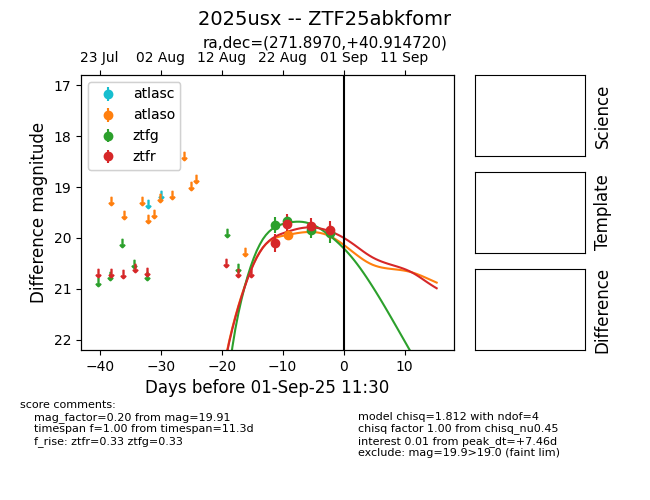 2025usx -- ZTF25abkfomr
ra,dec=(271.8970,+40.914720)
23 Jul 02 Aug 12 Aug 22 Aug 01 Sep 11 Sep
17
18
19
20
21
22
Difference magnitude
atlasc
atlaso
ztfg
ztfr
−40 −30 −20 −10 0 10
Days before 01-Sep-25 11:30
Science
Template
Difference
score comments:
mag_factor=0.20 from mag=19.91
timespan f=1.00 from timespan=11.3d
f_rise: ztfr=0.33 ztfg=0.33
model chisq=1.812 with ndof=4
chisq factor 1.00 from chisq_nu0.45
interest 0.01 from peak_dt=+7.46d
exclude: mag=19.9>19.0 (faint lim)